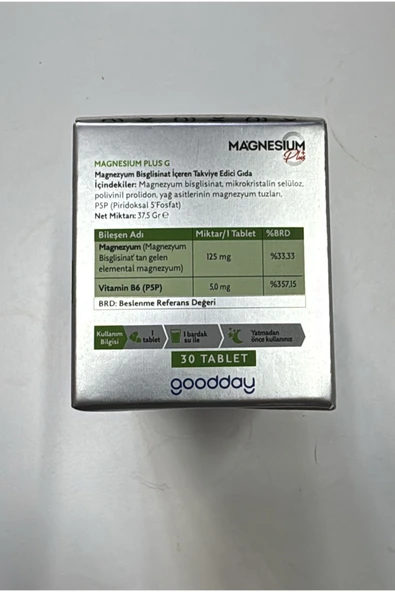 MAGNESIUM
Plus
MAGNESIUM PLUS G
Magnezyum Bisglisinat İçeren Takviye Edici Gıda
İçindekiler: Magnezyum bisglisinat, mikrokristalin selüloz,
polivinil prolidon, yağ asitlerinin magnezyum tuzları,
P5P (Piridoksal 5 Fosfat)
Net Miktar: 37.5 Gr e
Bileşen Adı Miktar/1 Tablet %BRD
Magnezyum (Magnezyum
Bisglisinat'tan gelen
elemental magnezyum) 125 mg %33.33
Vitamin B6 (P5P) 5,0 mg %357,15
BRD: Beslenme Referans Değeri
Kullanım Bilgisi
1 tablet
1 bardak su ile
Yatmadan önce kullanınız
30 TABLET
goodday